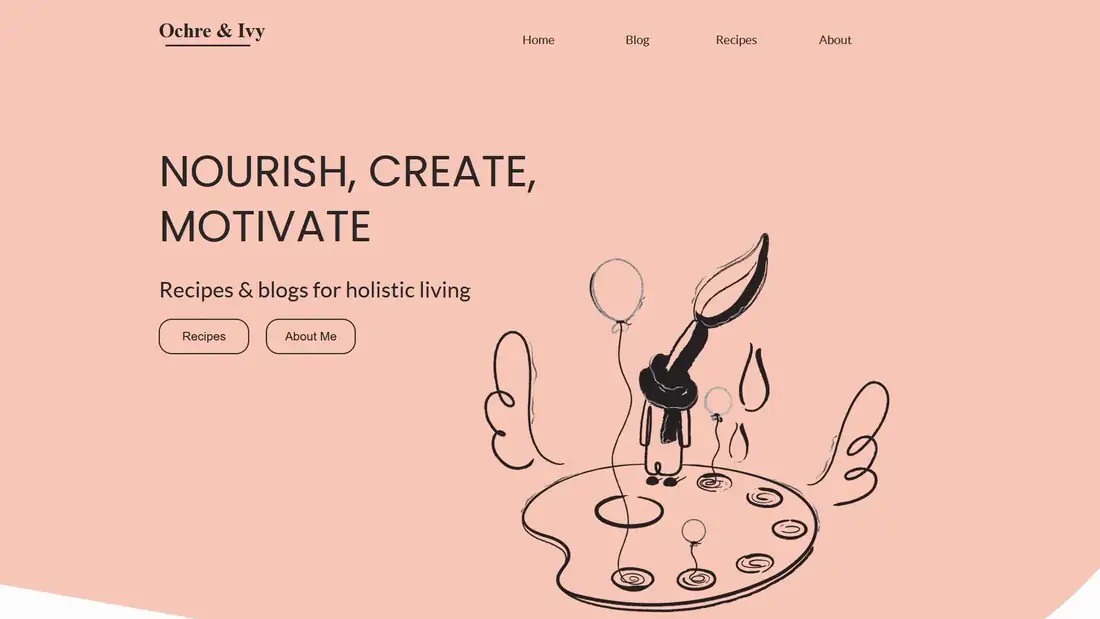 Ochre & Ivy
Home
Blog
Recipes
About
NOURISH, CREATE,
MOTIVATE
Recipes & blogs for holistic living
Recipes
About Me